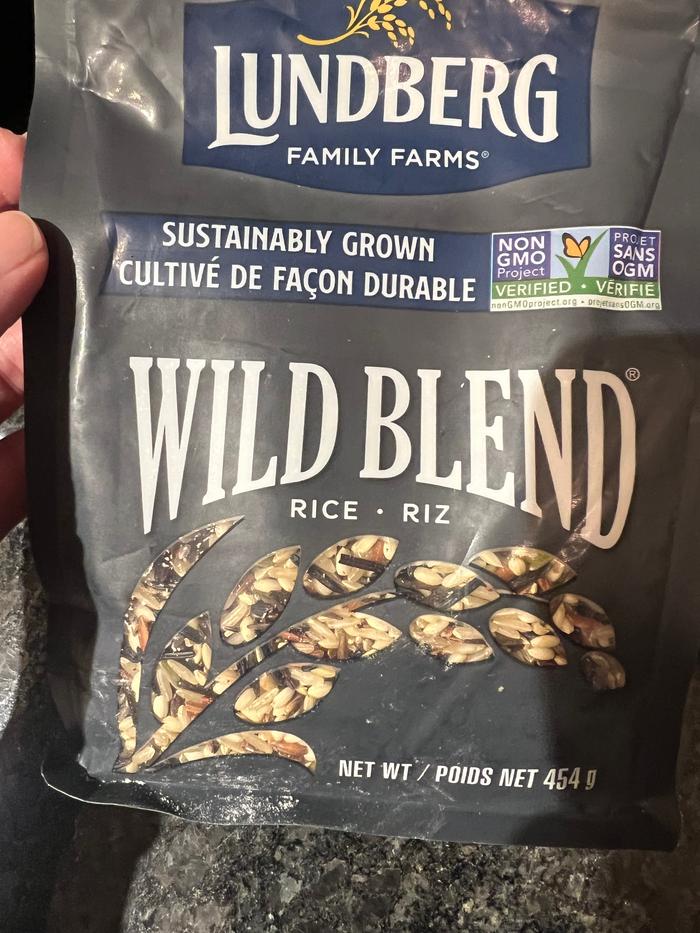 LUNDBERG
FAMILY FARMS®
SUSTAINABLY GROWN
CULTIVÉ DE FAÇON DURABLE
NON
GMO
Project
PROJET
SANS
OGM
VERIFIED • VÉRIFIÉ
nonGMOproject.org • projetsansOGM.org
WILD BLEND®
RICE • RIZ
NET WT / POIDS NET 454 g